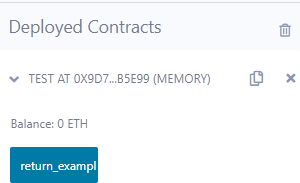 Deployed Contracts
TEST AT 0X9D7...B5E99 (MEMORY)
Balance: 0 ETH
return_exampl